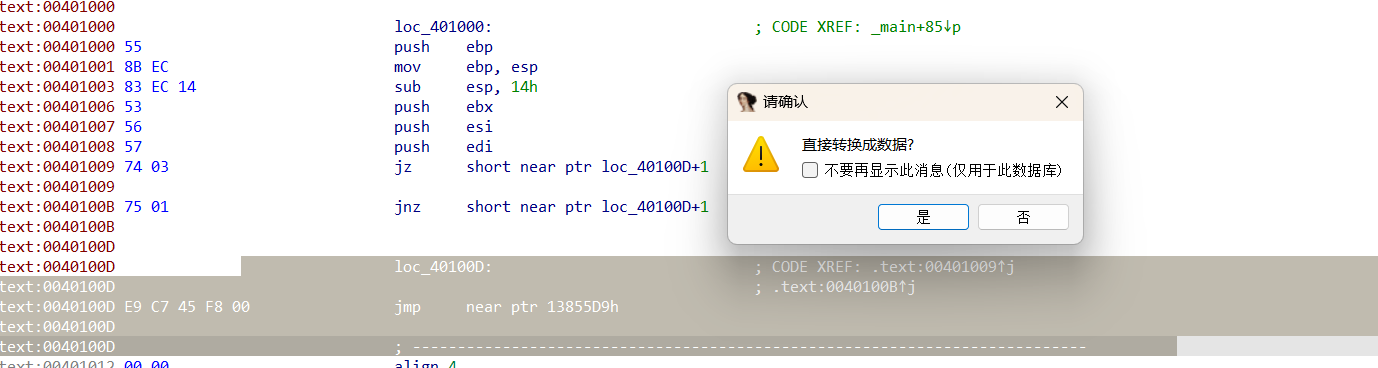 text:00401000
text:00401000 loc_401000: ; CODE XREF: _main+85↓p
text:00401000 55 push ebp
text:00401001 8B EC mov ebp, esp
text:00401003 83 EC 14 sub esp, 14h
text:00401006 53 push ebx
text:00401007 56 push esi
text:00401008 57 push edi
text:00401009 74 03 jz short near ptr loc_40100D+1
text:00401009
text:0040100B 75 01 jnz short near ptr loc_40100D+1
text:0040100B
text:0040100D
text:0040100D loc_40100D: ; CODE XREF: .text:00401009↑j
text:0040100D ; .text:0040100B↑j
text:0040100D E9 C7 45 F8 00 jmp near ptr 13855D9h
text:0040100D
text:0040100D ; ---------------------------------------------------------------------------
text:00401012 00 00 align 4
请确认
直接转换成数据?
不要再显示此消息(仅用于此数据库)
是
否